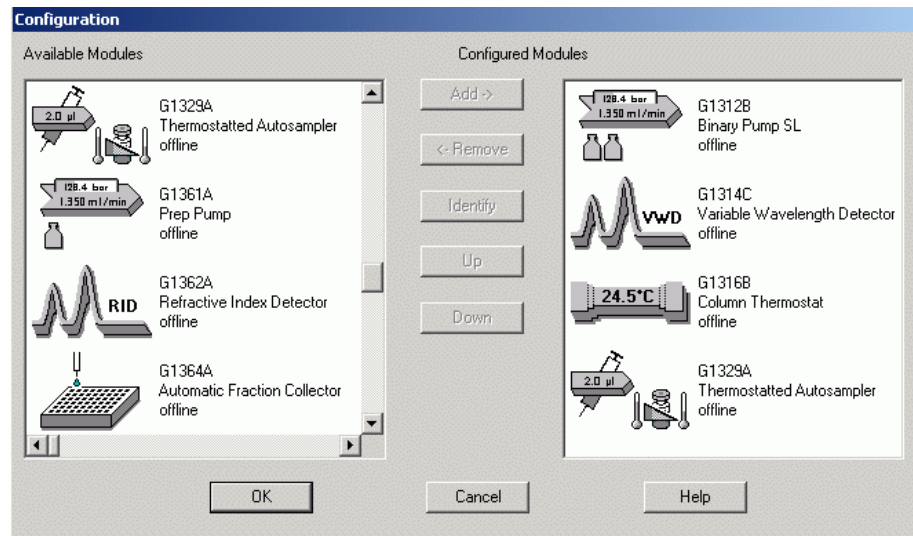 Configuration
Available Modules
Configured Modules
2.0 µl
G1329A
Thermostatted Autosampler
offline
128.4 bar
1.350 ml/min
G1361A
Prep Pump
offline
RID
G1362A
Refractive Index Detector
offline
G1364A
Automatic Fraction Collector
offline
Add ->
<- Remove
Identify
Up
Down
128.4 bar
1.350 ml/min
G1312B
Binary Pump SL
offline
VWD
G1314C
Variable Wavelength Detector
offline
24.5°C
G1316B
Column Thermostat
offline
2.0 µl
G1329A
Thermostatted Autosampler
offline
OK
Cancel
Help